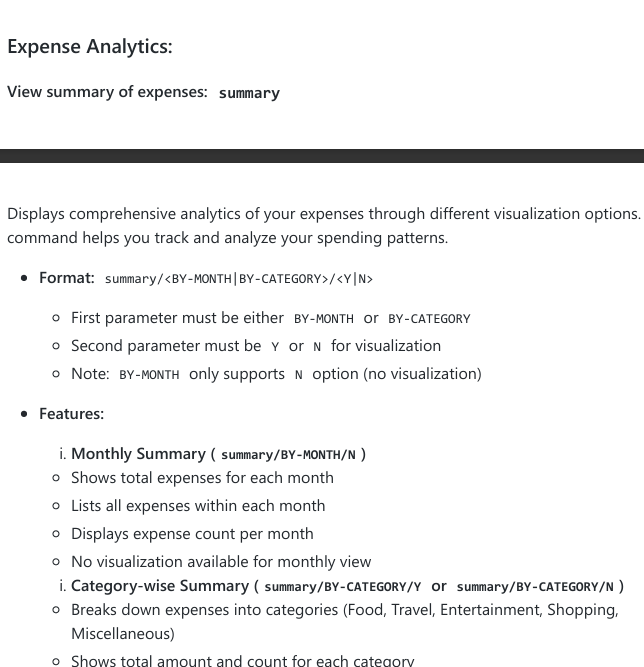 Expense Analytics:
View summary of expenses: summary
Displays comprehensive analytics of your expenses through different visualization options.
command helps you track and analyze your spending patterns.
Format: summary/<BY-MONTH|BY-CATEGORY>/<Y|N>
First parameter must be either BY-MONTH or BY-CATEGORY
Second parameter must be Y or N for visualization
Note: BY-MONTH only supports N option (no visualization)
Features:
i. Monthly Summary ( summary/BY-MONTH/N )
Shows total expenses for each month
Lists all expenses within each month
Displays expense count per month
No visualization available for monthly view
i. Category-wise Summary ( summary/BY-CATEGORY/Y or summary/BY-CATEGORY/N )
Breaks down expenses into categories (Food, Travel, Entertainment, Shopping,
Miscellaneous)
Shows total amount and count for each category